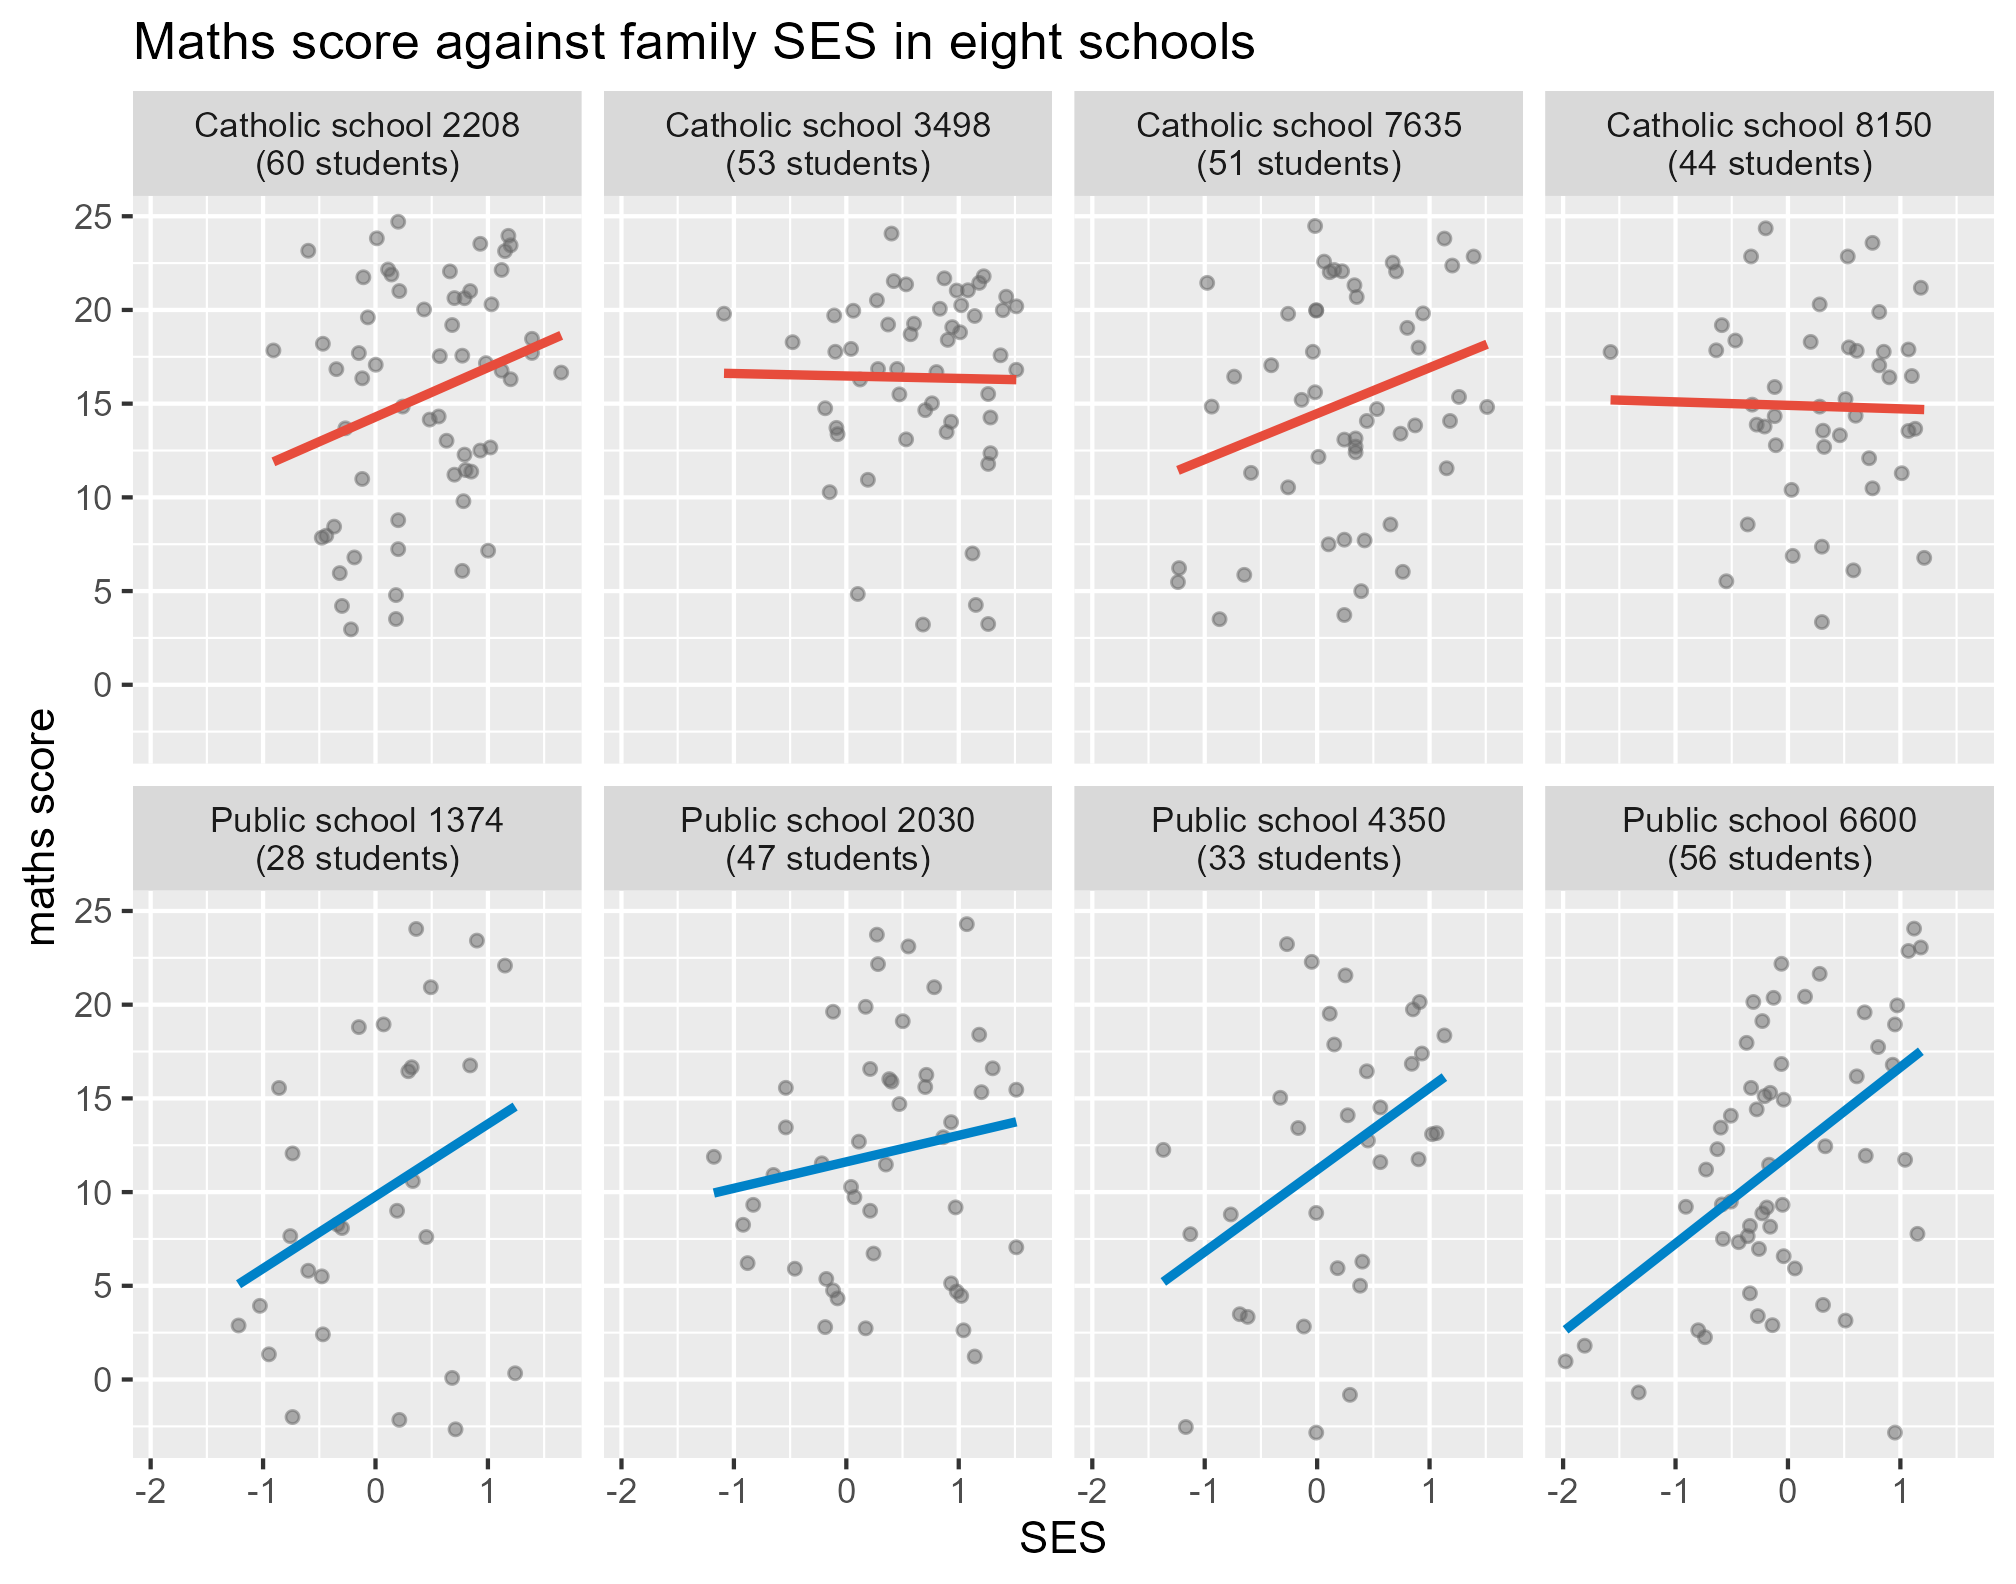 Maths score against family SES in eight schools
Catholic school 2208
(60 students)
Catholic school 3498
(53 students)
Catholic school 7635
(51 students)
Catholic school 8150
(44 students)
25
20
15
10
5
0
maths score
Public school 1374
(28 students)
Public school 2030
(47 students)
Public school 4350
(33 students)
Public school 6600
(56 students)
25
20
15
10
5
0
-2 -1 0 1
-2 -1 0 1
-2 -1 0 1
-2 -1 0 1
SES